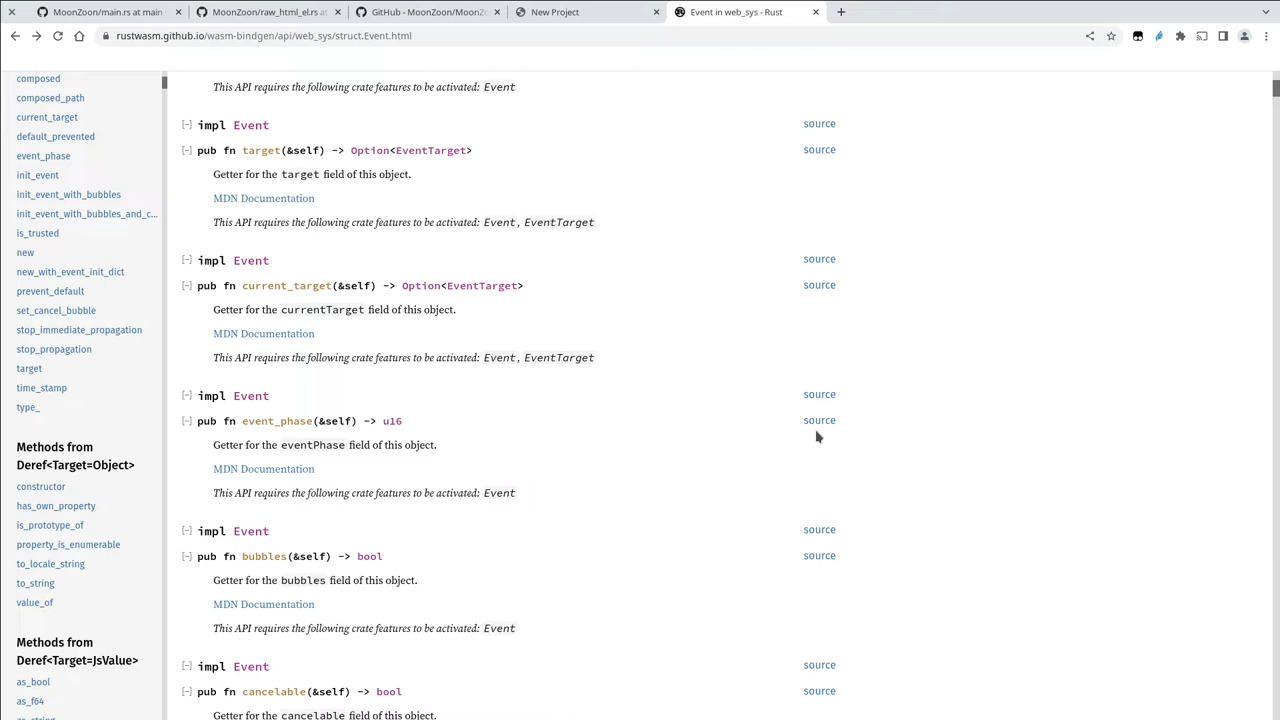 MoonZoon/main.rs at main
MoonZoon/raw_html_el.rs at
GitHub - MoonZoon/MoonZ
New Project
Event in web_sys - Rust
rustwasm.github.io/wasm-bindgen/api/web_sys/struct.Event.html
composed
composed_path
current_target
default_prevented
event_phase
init_event
init_event_with_bubbles
init_event_with_bubbles_and_c...
is_trusted
new
new_with_event_init_dict
prevent_default
set_cancel_bubble
stop_immediate_propagation
stop_propagation
target
time_stamp
type_
Methods from
Deref<Target=Object>
constructor
has_own_property
is_prototype_of
property_is_enumerable
to_locale_string
to_string
value_of
Methods from
Deref<Target=JsValue>
as_bool
as_f64
This API requires the following crate features to be activated: Event
[-] impl Event source
[-] pub fn target(&self) -> Option<EventTarget> source
Getter for the target field of this object.
MDN Documentation
This API requires the following crate features to be activated: Event, EventTarget
[-] impl Event source
[-] pub fn current_target(&self) -> Option<EventTarget> source
Getter for the currentTarget field of this object.
MDN Documentation
This API requires the following crate features to be activated: Event, EventTarget
[-] impl Event source
[-] pub fn event_phase(&self) -> u16 source
Getter for the eventPhase field of this object.
MDN Documentation
This API requires the following crate features to be activated: Event
[-] impl Event source
[-] pub fn bubbles(&self) -> bool source
Getter for the bubbles field of this object.
MDN Documentation
This API requires the following crate features to be activated: Event
[-] impl Event source
[-] pub fn cancelable(&self) -> bool source
Getter for the cancelable field of this object.